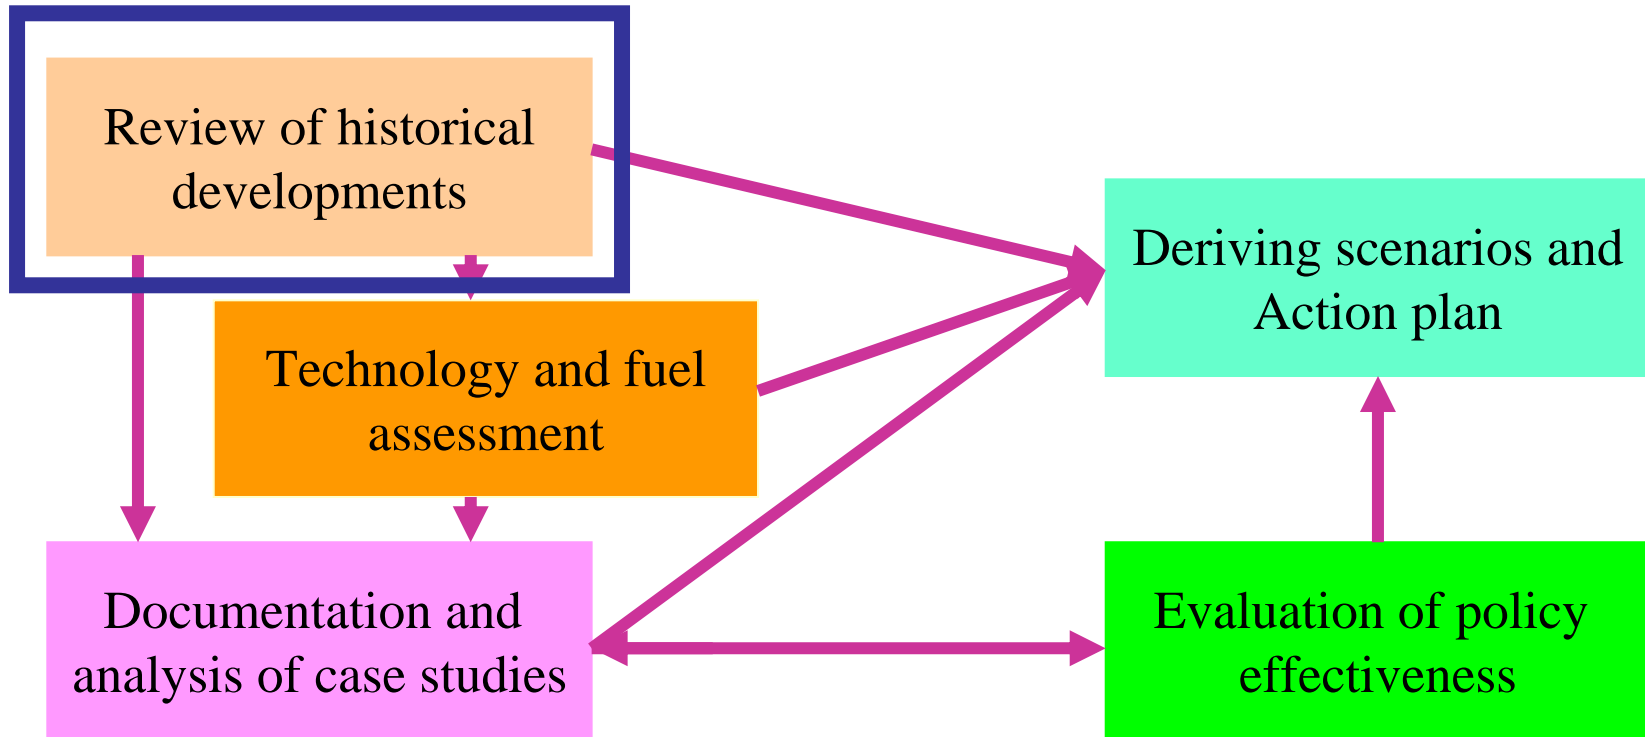 Review of historical
developments
Technology and fuel
assessment
Documentation and
analysis of case studies
Deriving scenarios and
Action plan
Evaluation of policy
effectiveness